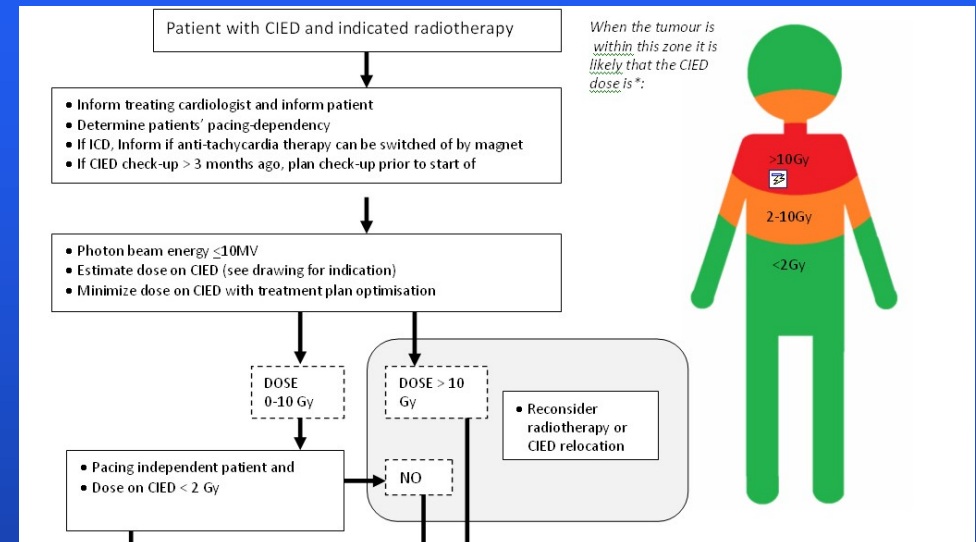 Patient with CIED and indicated radiotherapy
When the tumour is
within this zone it is
likely that the CIED
dose is*:
• Inform treating cardiologist and inform patient
• Determine patients' pacing-dependency
• If ICD, Inform if anti-tachycardia therapy can be switched of by magnet
• If CIED check-up > 3 months ago, plan check-up prior to start of
>10Gy
2-10Gy
<2Gy
• Photon beam energy ≤10MV
• Estimate dose on CIED (see drawing for indication)
• Minimize dose on CIED with treatment plan optimisation
DOSE
0-10 Gy
DOSE > 10
Gy
• Reconsider
radiotherapy or
CIED relocation
• Pacing independent patient and
• Dose on CIED < 2 Gy
NO